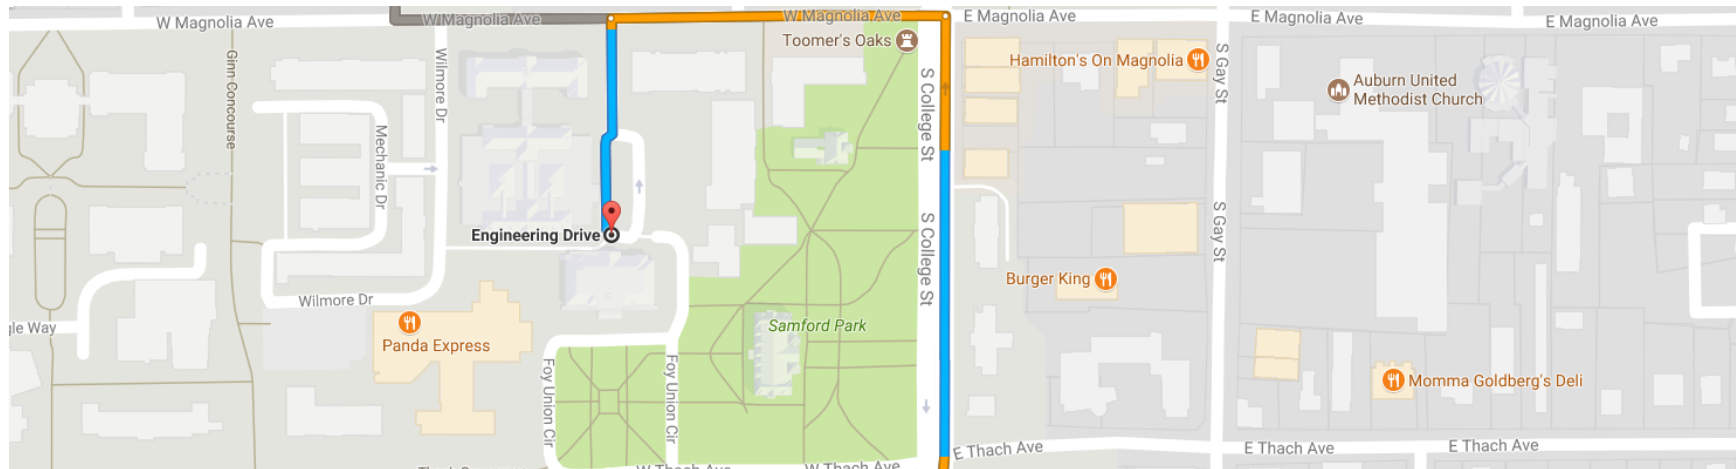 W Magnolia Ave
W Magnolia Ave
E Magnolia Ave
E Magnolia Ave
E Magnolia Ave
Toomer's Oaks
Hamilton's On Magnolia
S Gay St
Auburn United
Methodist Church
Ginn Concourse
Wilmore Dr
Mechanic Dr
S College St
S College St
S Gay St
Engineering Drive
Burger King
Wilmore Dr
gle Way
Panda Express
Samford Park
Foy Union Cir
Foy Union Cir
Momma Goldberg's Deli
E Thach Ave
E Thach Ave
E Thach Ave
W Thach Ave
W Thach Ave